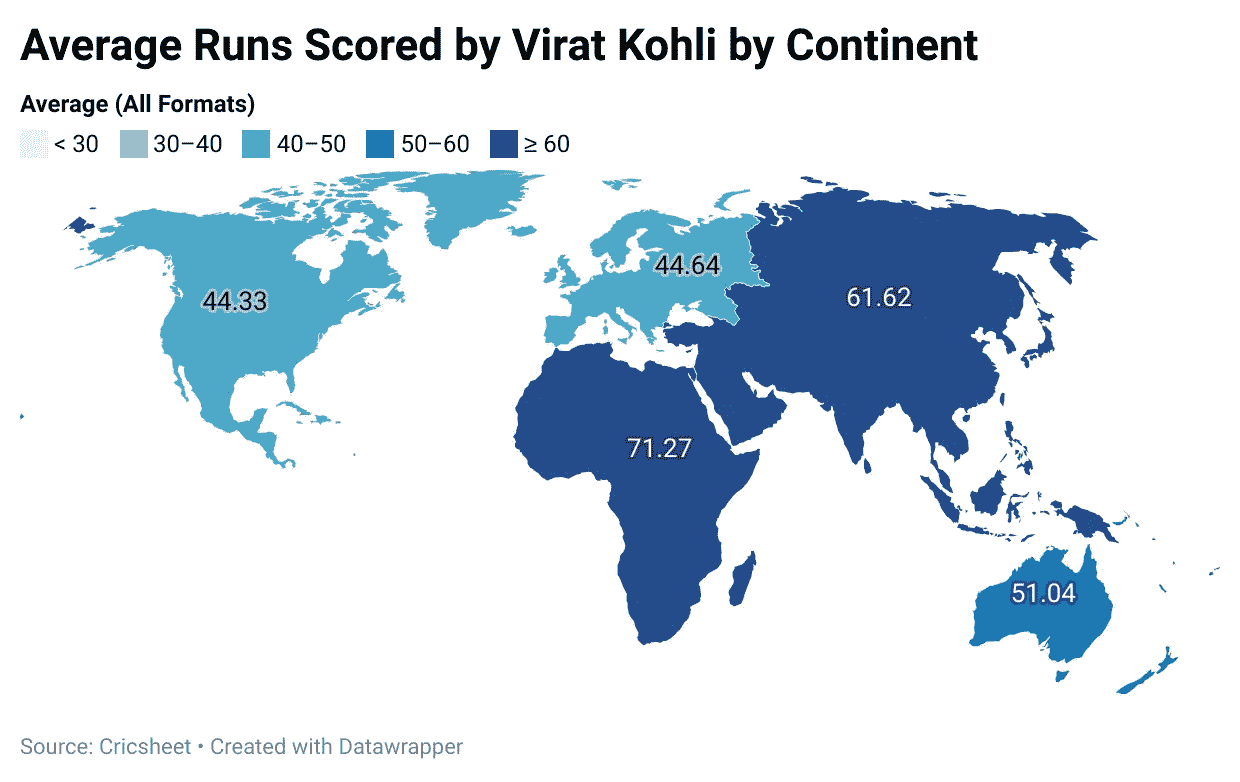 Average Runs Scored by Virat Kohli by Continent
Average (All Formats)
< 30 30–40 40–50 50–60 ≥ 60
44.64
44.33
61.62
71.27
51.04
Source: Cricsheet • Created with Datawrapper